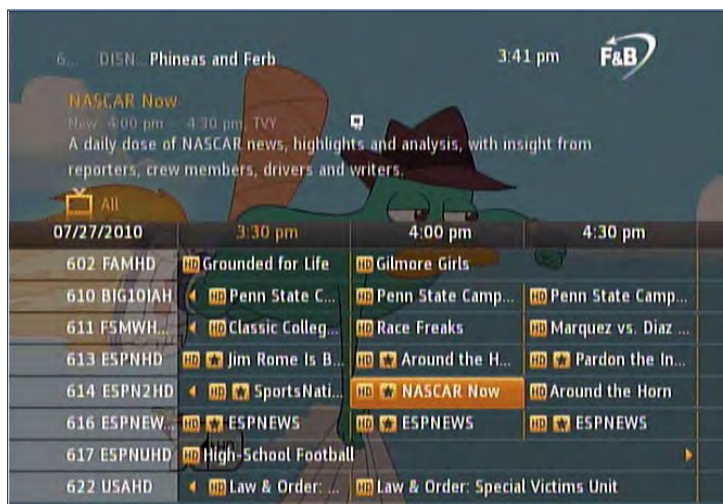 6... DISN... Phineas and Ferb 3:41 pm F&B
NASCAR Now
New 4:00 pm - 4:30 pm, TVY
A daily dose of NASCAR news, highlights and analysis, with insight from
reporters, crew members, drivers and writers.
All
07/27/2010 3:30 pm 4:00 pm 4:30 pm
602 FAMHD HD Grounded for Life HD Gilmore Girls
610 BIG10IAH HD Penn State C... HD Penn State Camp... HD Penn State Camp...
611 FSMWH... HD Classic Colleg... HD Race Freaks HD Marquez vs. Diaz ...
613 ESPNHD HD Jim Rome Is B... HD Around the H... HD Pardon the In...
614 ESPN2HD HD SportsNati... HD NASCAR Now HD Around the Horn
616 ESPNEW... HD ESPNEWS HD ESPNEWS HD ESPNEWS
617 ESPNUHD HD High-School Football
622 USAHD HD Law & Order: ... HD Law & Order: Special Victims Unit